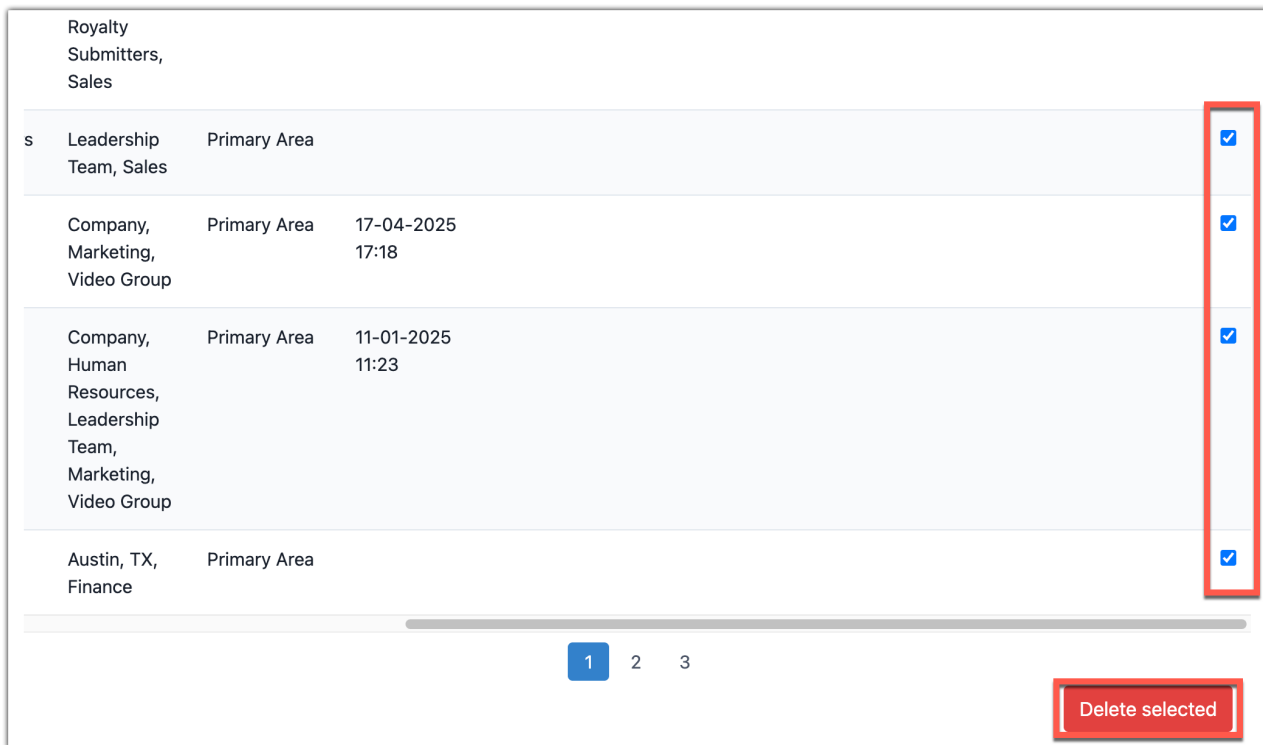 Royalty
Submitters,
Sales
s Leadership Primary Area
Team, Sales
Company, Primary Area 17-04-2025
Marketing, 17:18
Video Group
Company, Primary Area 11-01-2025
Human 11:23
Resources,
Leadership
Team,
Marketing,
Video Group
Austin, TX, Primary Area
Finance
1 2 3
Delete selected